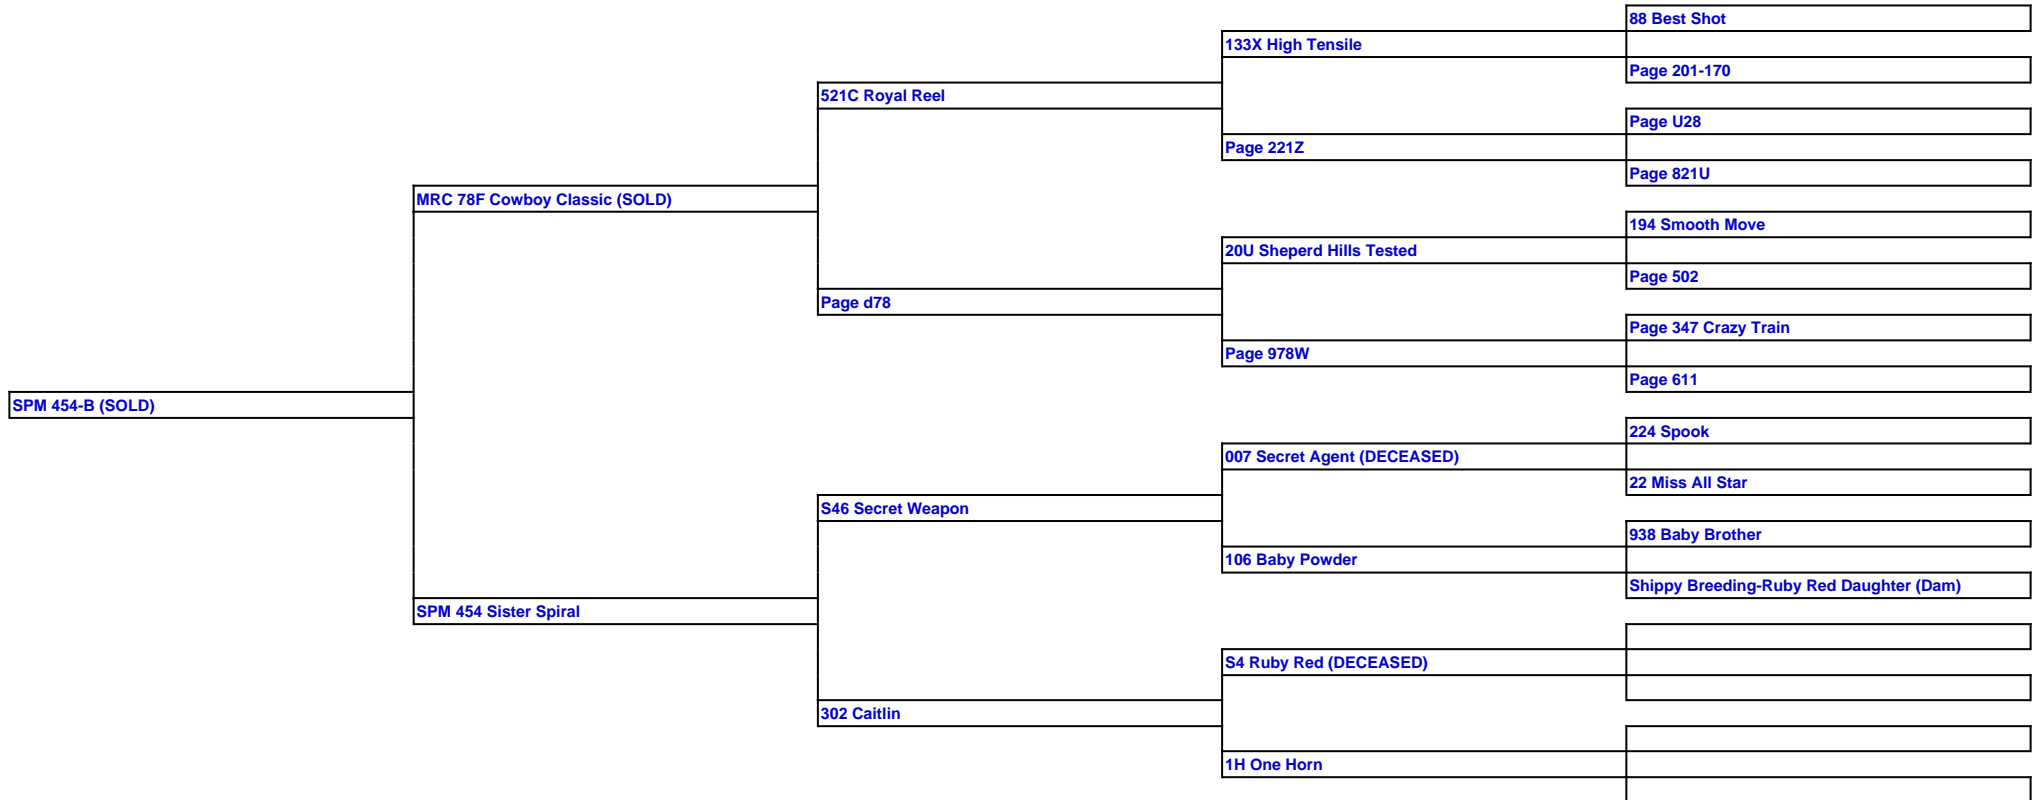 88 Best Shot
133X High Tensile
Page 201-170
521C Royal Reel
Page U28
Page 221Z
Page 821U
MRC 78F Cowboy Classic (SOLD)
194 Smooth Move
20U Sheperd Hills Tested
Page 502
Page d78
Page 347 Crazy Train
Page 978W
Page 611
SPM 454-B (SOLD)
224 Spook
007 Secret Agent (DECEASED)
22 Miss All Star
S46 Secret Weapon
938 Baby Brother
106 Baby Powder
Shippy Breeding-Ruby Red Daughter (Dam)
SPM 454 Sister Spiral
S4 Ruby Red (DECEASED)
302 Caitlin
1H One Horn